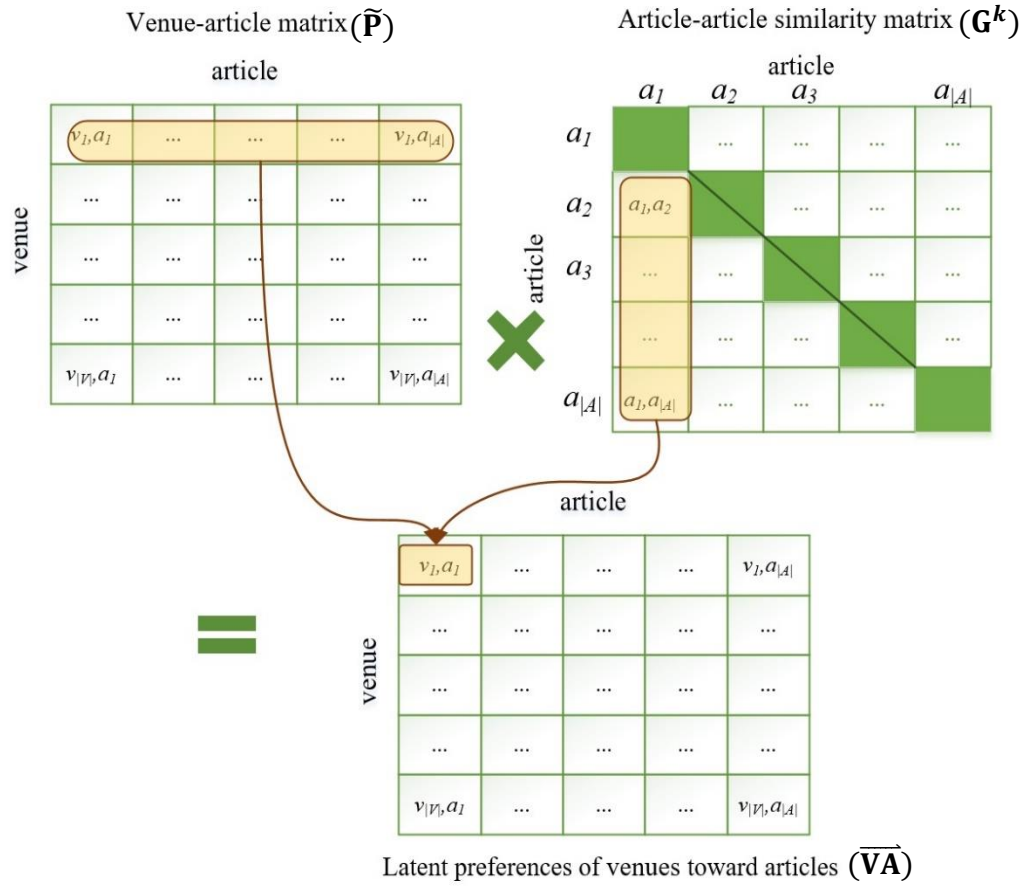 Venue-article matrix(P̃)
Article-article similarity matrix (Gᵏ)
article
article
a₁ a₂ a₃ a|A|
v₁,a₁ ... ... ... v₁,a|A|
... ... ... ... ...
... ... ... ... ...
... ... ... ... ...
v|V|,a₁ ... ... ... v|V|,a|A|
venue
a₁ ... ... ... ...
a₂ a₁,a₂ ... ... ...
a₃ ... ... ... ...
... ... ... ...
a|A| a₁,a|A| ... ... ...
article
×
=
article
v₁,a₁ ... ... ... v₁,a|A|
... ... ... ... ...
... ... ... ... ...
... ... ... ... ...
v|V|,a₁ ... ... ... v|V|,a|A|
venue
Latent preferences of venues toward articles (V͞A⃗)